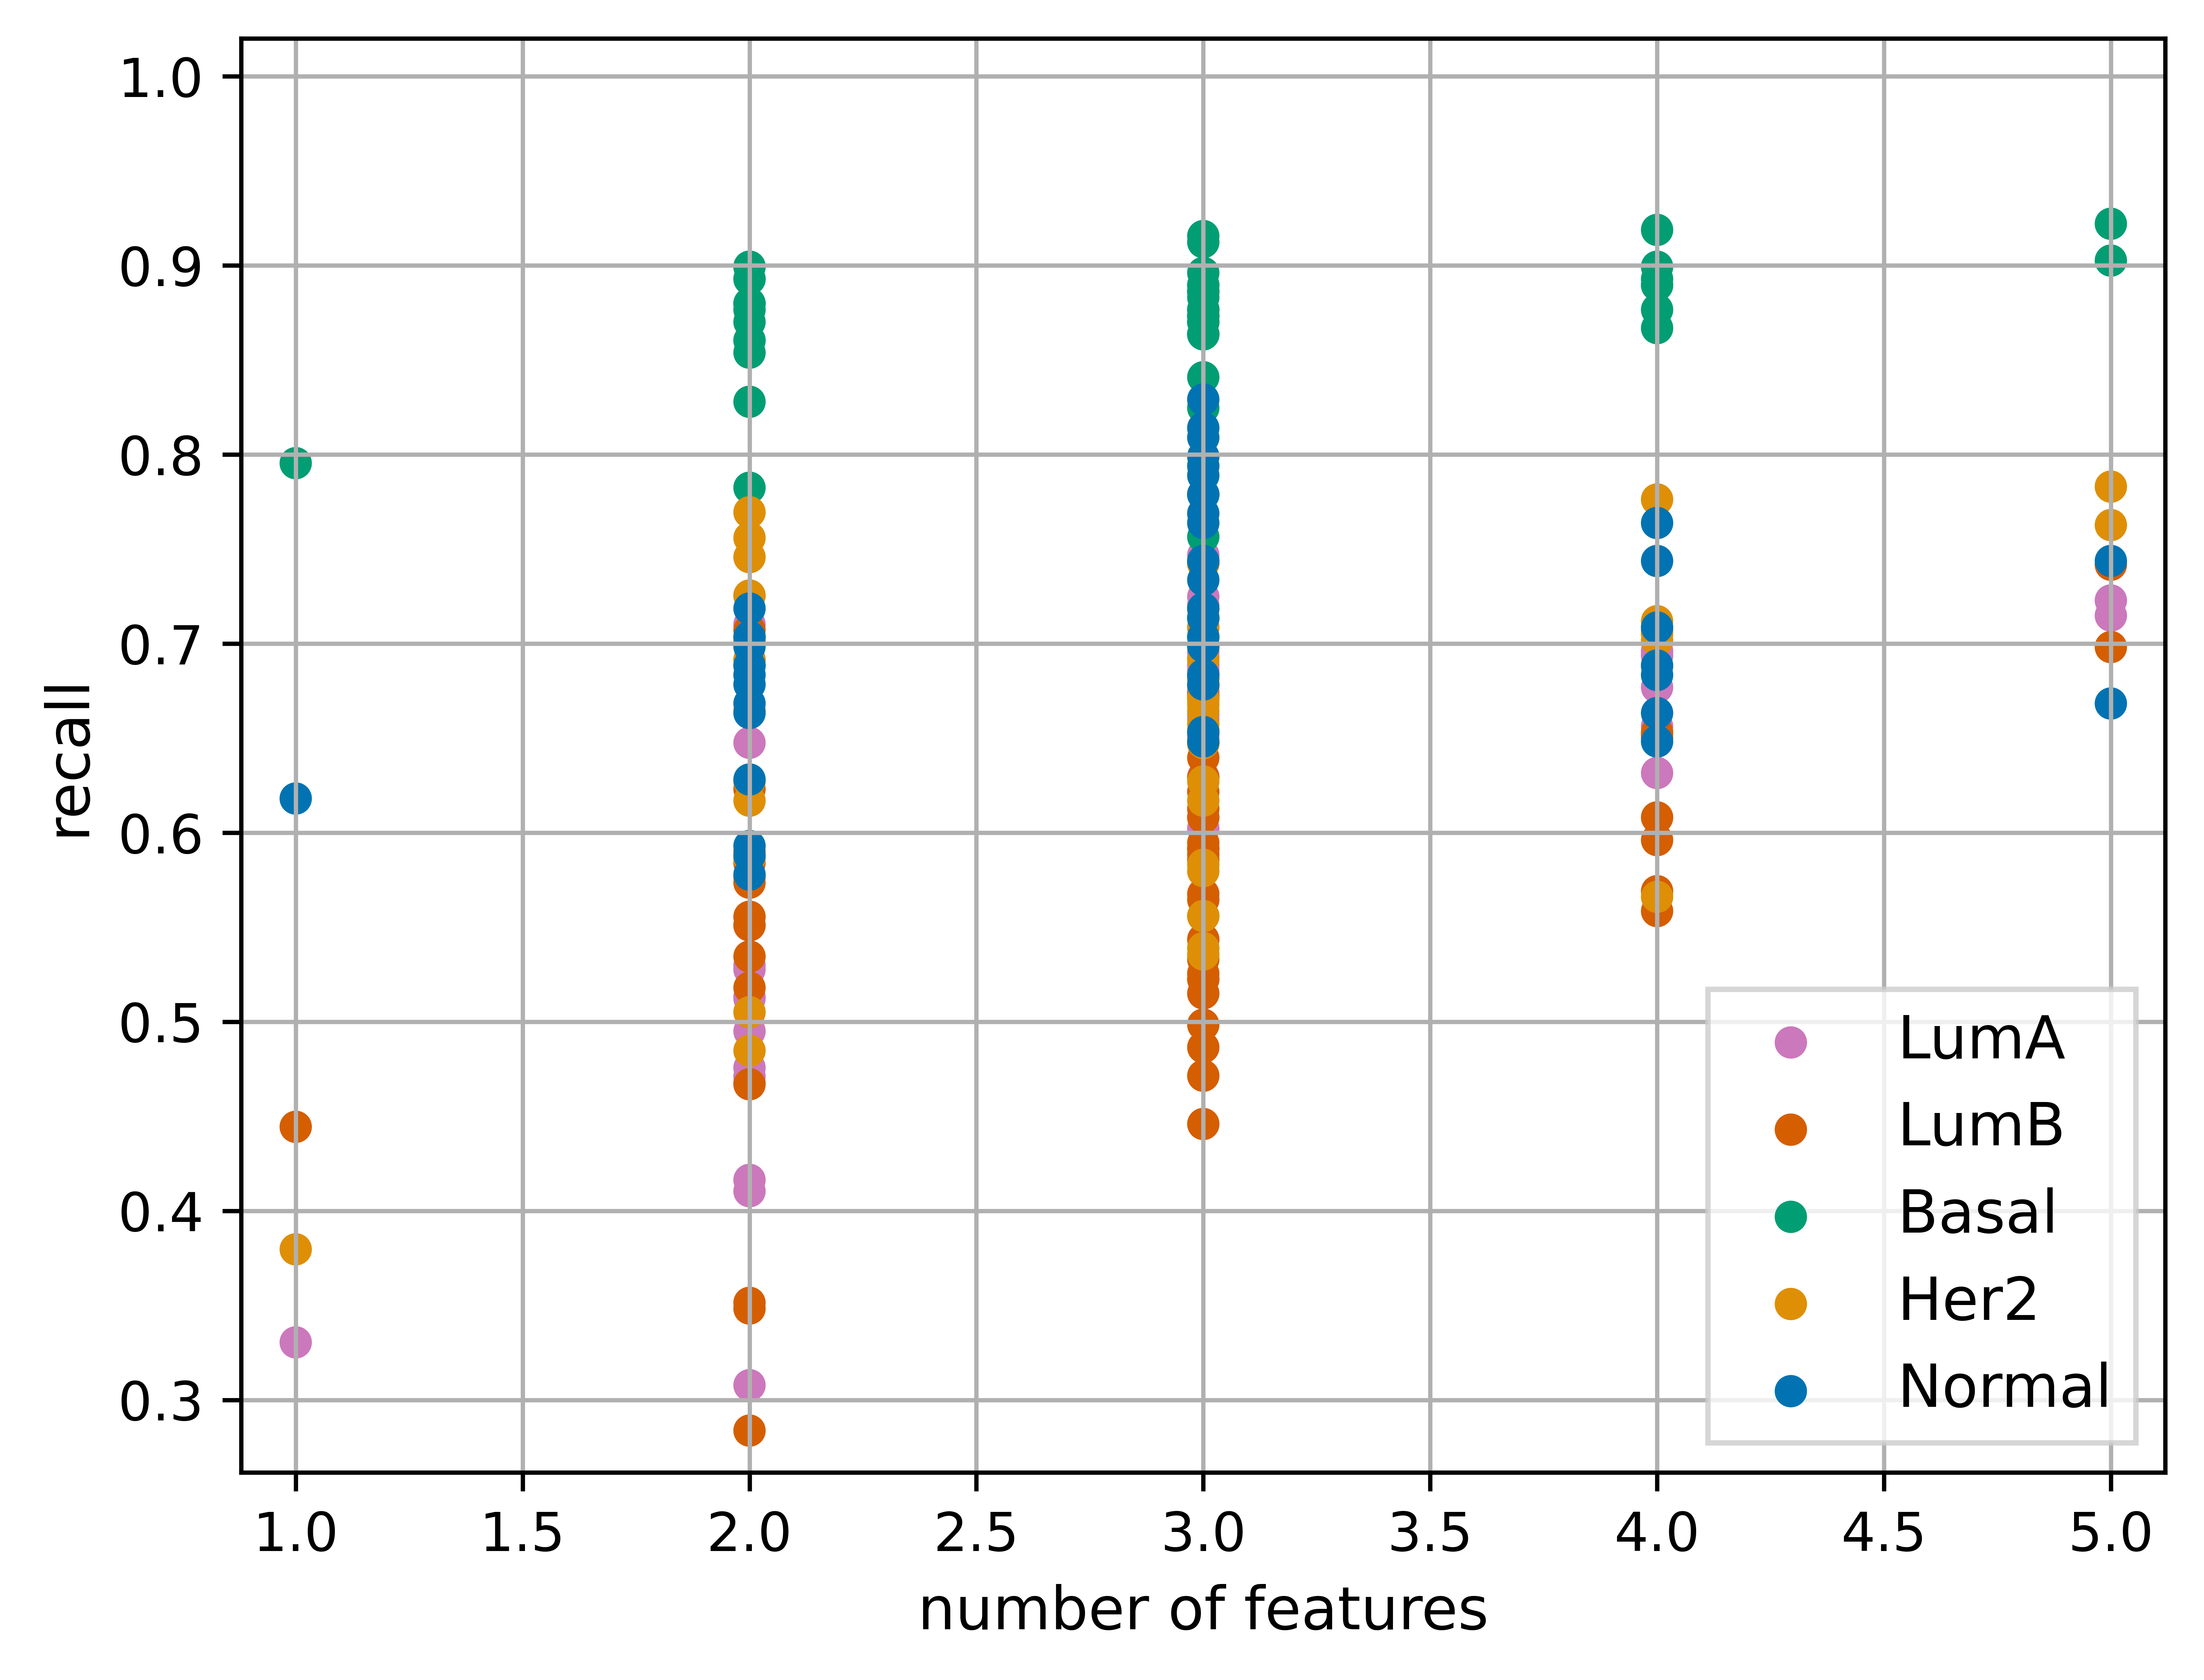 1.0
0.9
0.8
0.7
0.6
0.5
0.4
0.3
recall
LumA
LumB
Basal
Her2
Normal
1.0 1.5 2.0 2.5 3.0 3.5 4.0 4.5 5.0
number of features